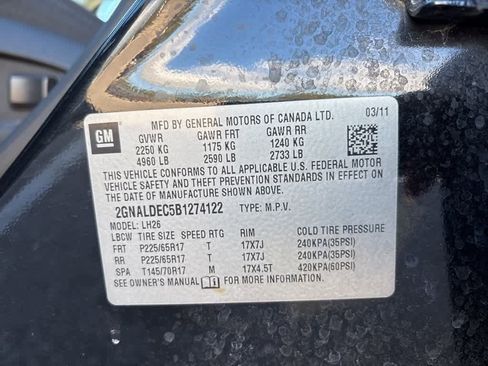 GM
MFD BY GENERAL MOTORS OF CANADA LTD. 03/11
GVWR GAWR FRT GAWR RR
2250 KG 1175 KG 1240 KG
4960 LB 2590 LB 2733 LB
THIS VEHICLE CONFORMS TO ALL APPLICABLE U.S. FEDERAL MOTOR
VEHICLE SAFETY AND THEFT PREVENTION STANDARDS IN EFFECT ON
THE DATE OF MANUFACTURE SHOWN ABOVE.
2GNALDEC5B1274122 TYPE: M.P.V.
MODEL: LH26
LBCW TIRE SIZE SPEED RTG RIM COLD TIRE PRESSURE
FRT P225/65R17 T 17X7J 240KPA(35PSI)
RR P225/65R17 T 17X7J 240KPA(35PSI)
SPA T145/70R17 M 17X4.5T 420KPA(60PSI)
SEE OWNER'S MANUAL FOR MORE INFORMATION.